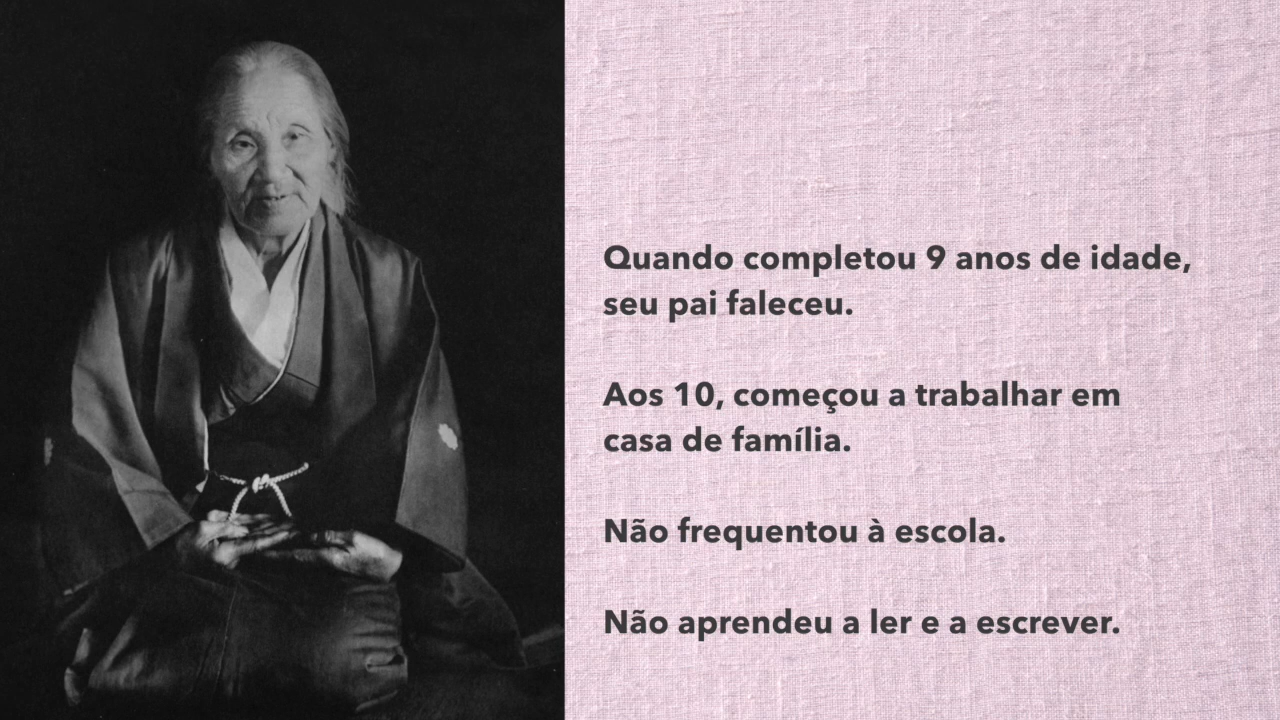 Quando completou 9 anos de idade,
seu pai faleceu.
Aos 10, começou a trabalhar em
casa de família.
Não frequentou à escola.
Não aprendeu a ler e a escrever.